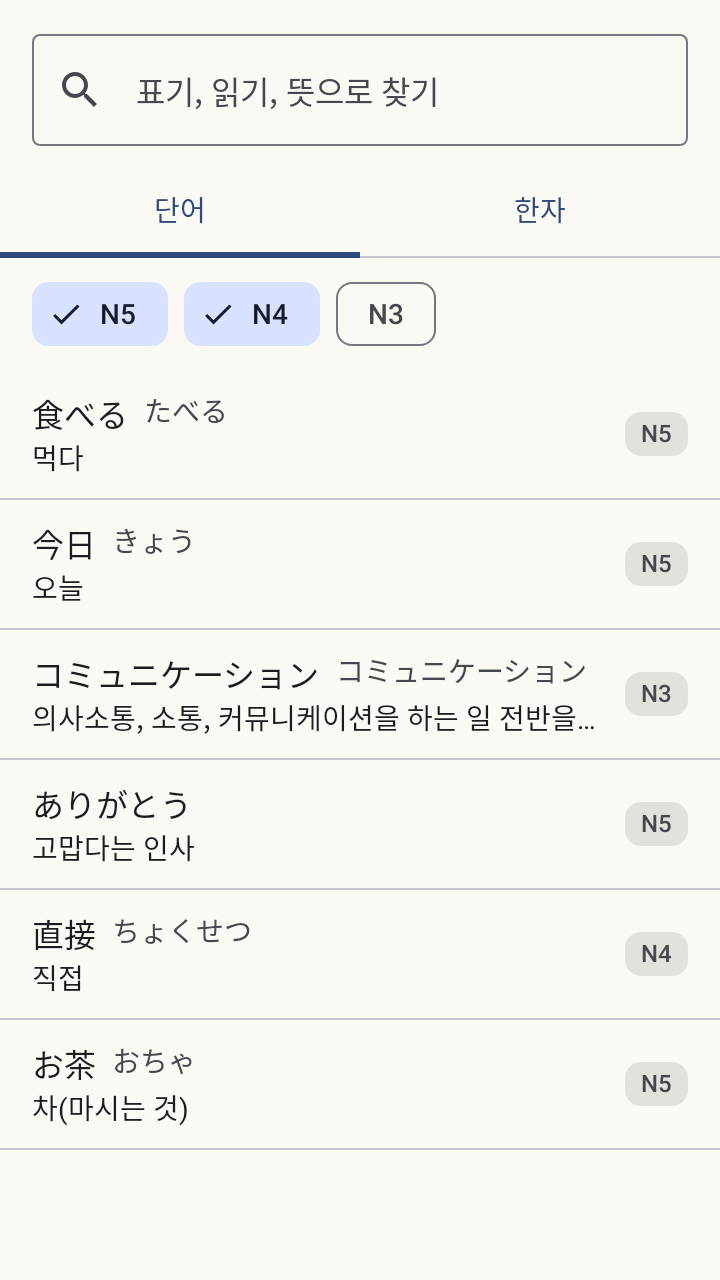 표기, 읽기, 뜻으로 찾기
단어 한자
N5 N4 N3
食べる たべる
먹다
N5
今日 きょう
오늘
N5
コミュニケーション コミュニケーション
의사소통, 소통, 커뮤니케이션을 하는 일 전반을…
N3
ありがとう
고맙다는 인사
N5
直接 ちょくせつ
직접
N4
お茶 おちゃ
차(마시는 것)
N5